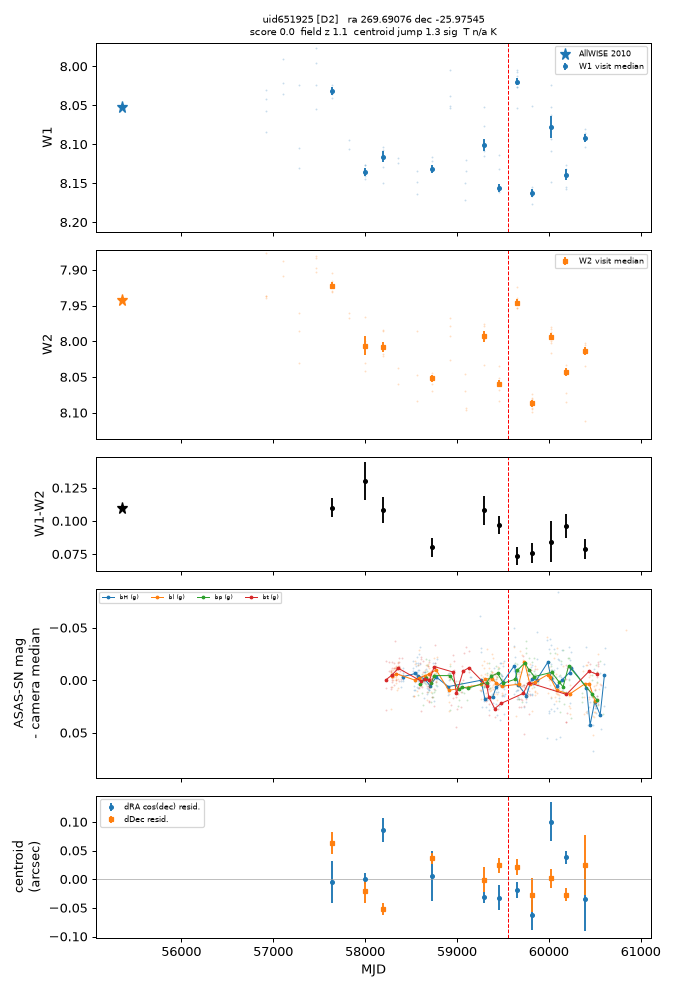 uid651925 [D2]   ra 269.69076 dec -25.97545
score 0.0  field z 1.1  centroid jump 1.3 sig  T n/a K
AllWISE 2010
W1 visit median
8.00
8.05
8.10
8.15
8.20
W1
W2 visit median
7.90
7.95
8.00
8.05
8.10
W2
0.125
0.100
0.075
W1-W2
bH (g)
bl (g)
bp (g)
bt (g)
−0.05
0.00
0.05
ASAS-SN mag
- camera median
dRA cos(dec) resid.
dDec resid.
0.10
0.05
0.00
−0.05
−0.10
centroid
(arcsec)
56000
57000
58000
59000
60000
61000
MJD